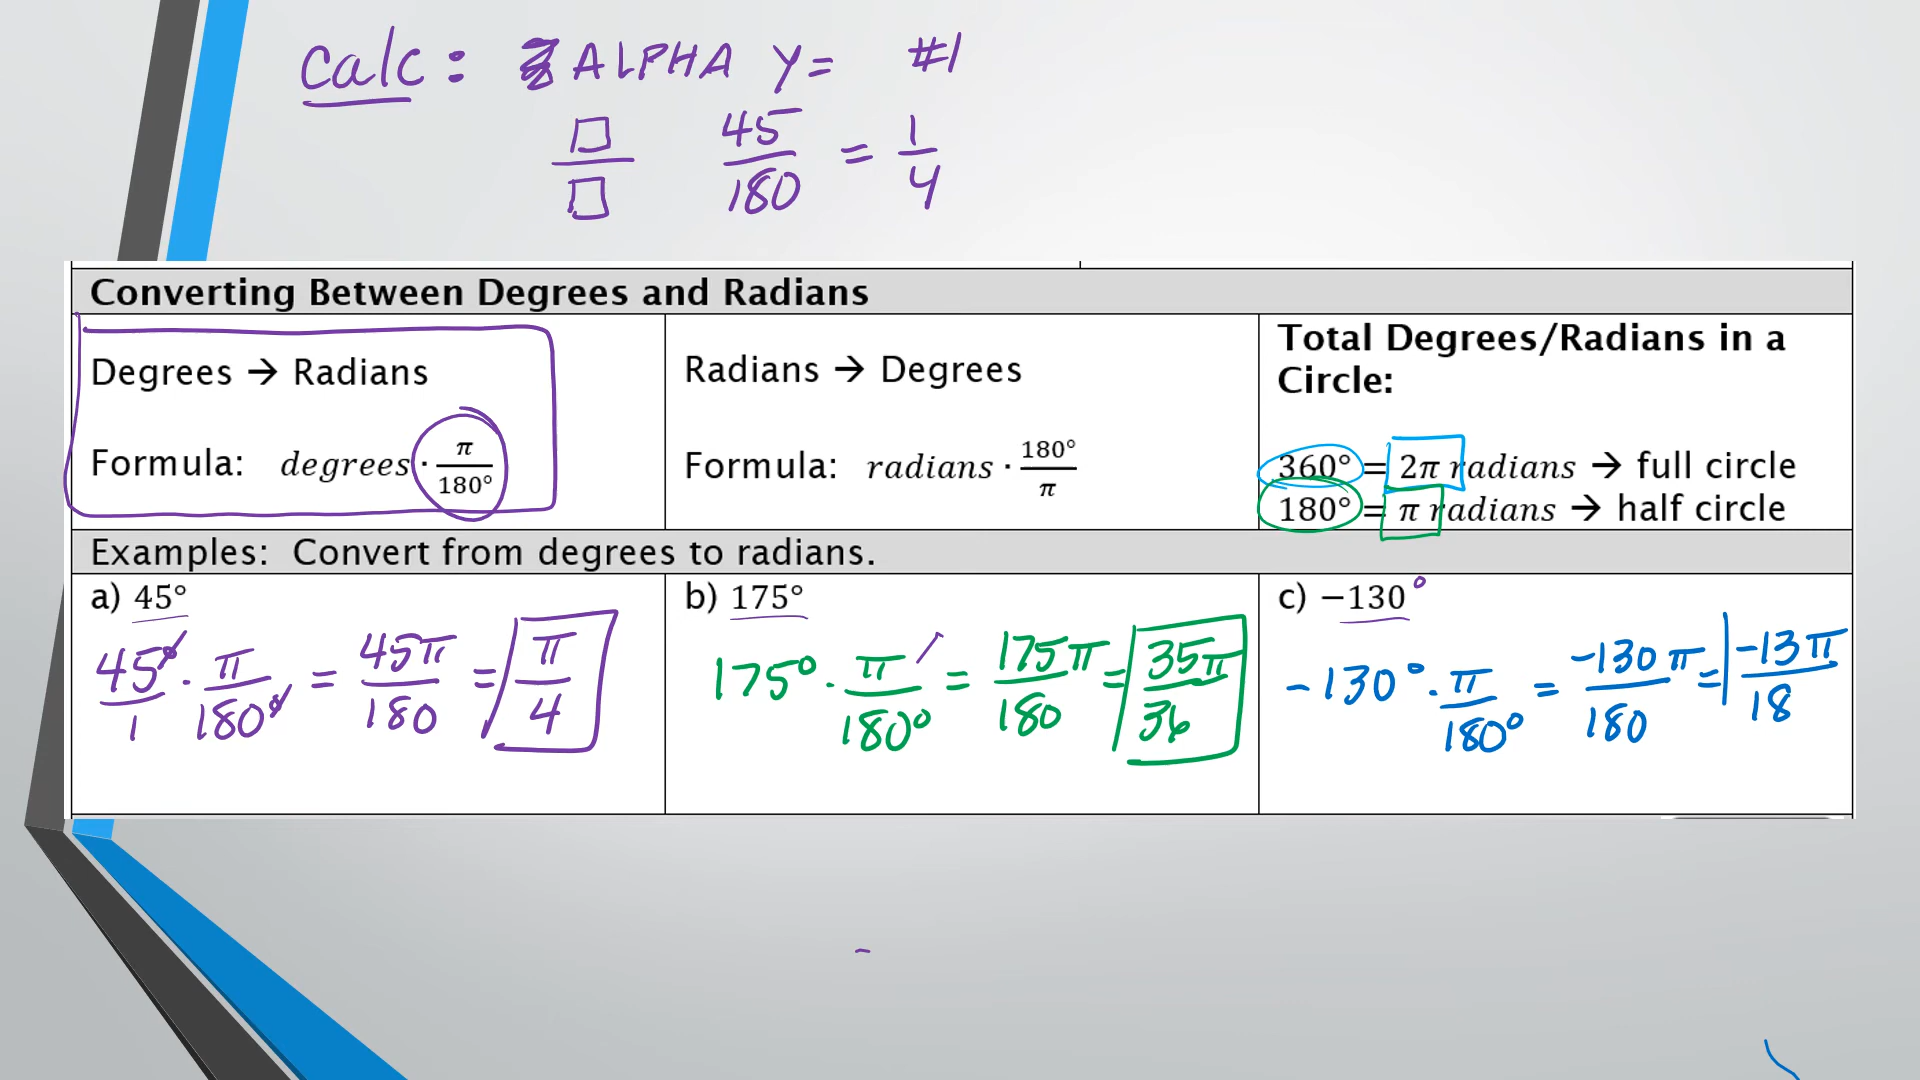 calc: ALPHA Y= #1
□/□ 45/180 = 1/4
Converting Between Degrees and Radians
Degrees → Radians
Formula: degrees · π/180°
Radians → Degrees
Formula: radians · 180°/π
Total Degrees/Radians in a
Circle:
360° = 2π radians → full circle
180° = π radians → half circle
Examples: Convert from degrees to radians.
a) 45°
45°/1 · π/180° = 45π/180 = π/4
b) 175°
175° · π/180° = 175π/180 = 35π/36
c) −130°
-130° · π/180° = -130π/180 = -13π/18